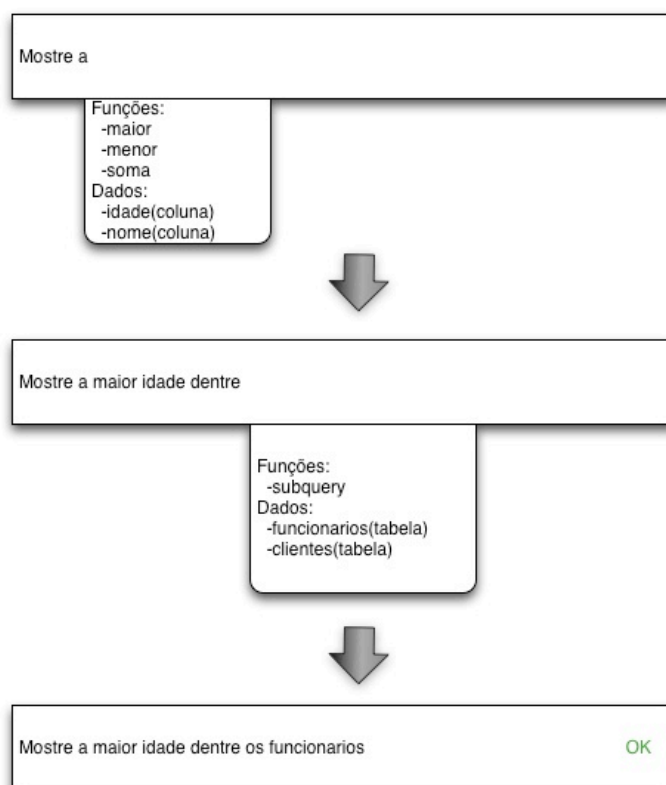 Mostre a
Funções:
-maior
-menor
-soma
Dados:
-idade(coluna)
-nome(coluna)
Mostre a maior idade dentre
Funções:
-subquery
Dados:
-funcionarios(tabela)
-clientes(tabela)
Mostre a maior idade dentre os funcionarios OK